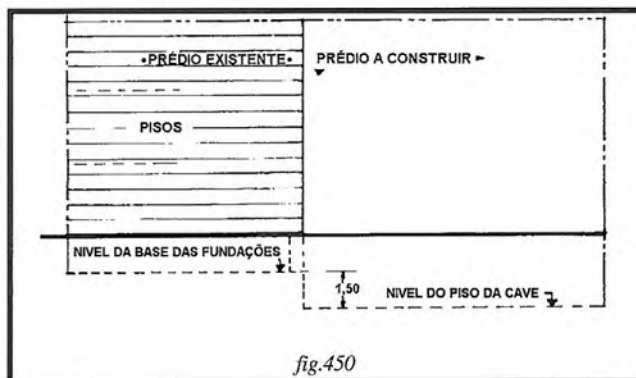 •PRÉDIO EXISTENTE•
PRÉDIO A CONSTRUIR
PISOS
NIVEL DA BASE DAS FUNDAÇÕES
1,50
NIVEL DO PISO DA CAVE
fig.450